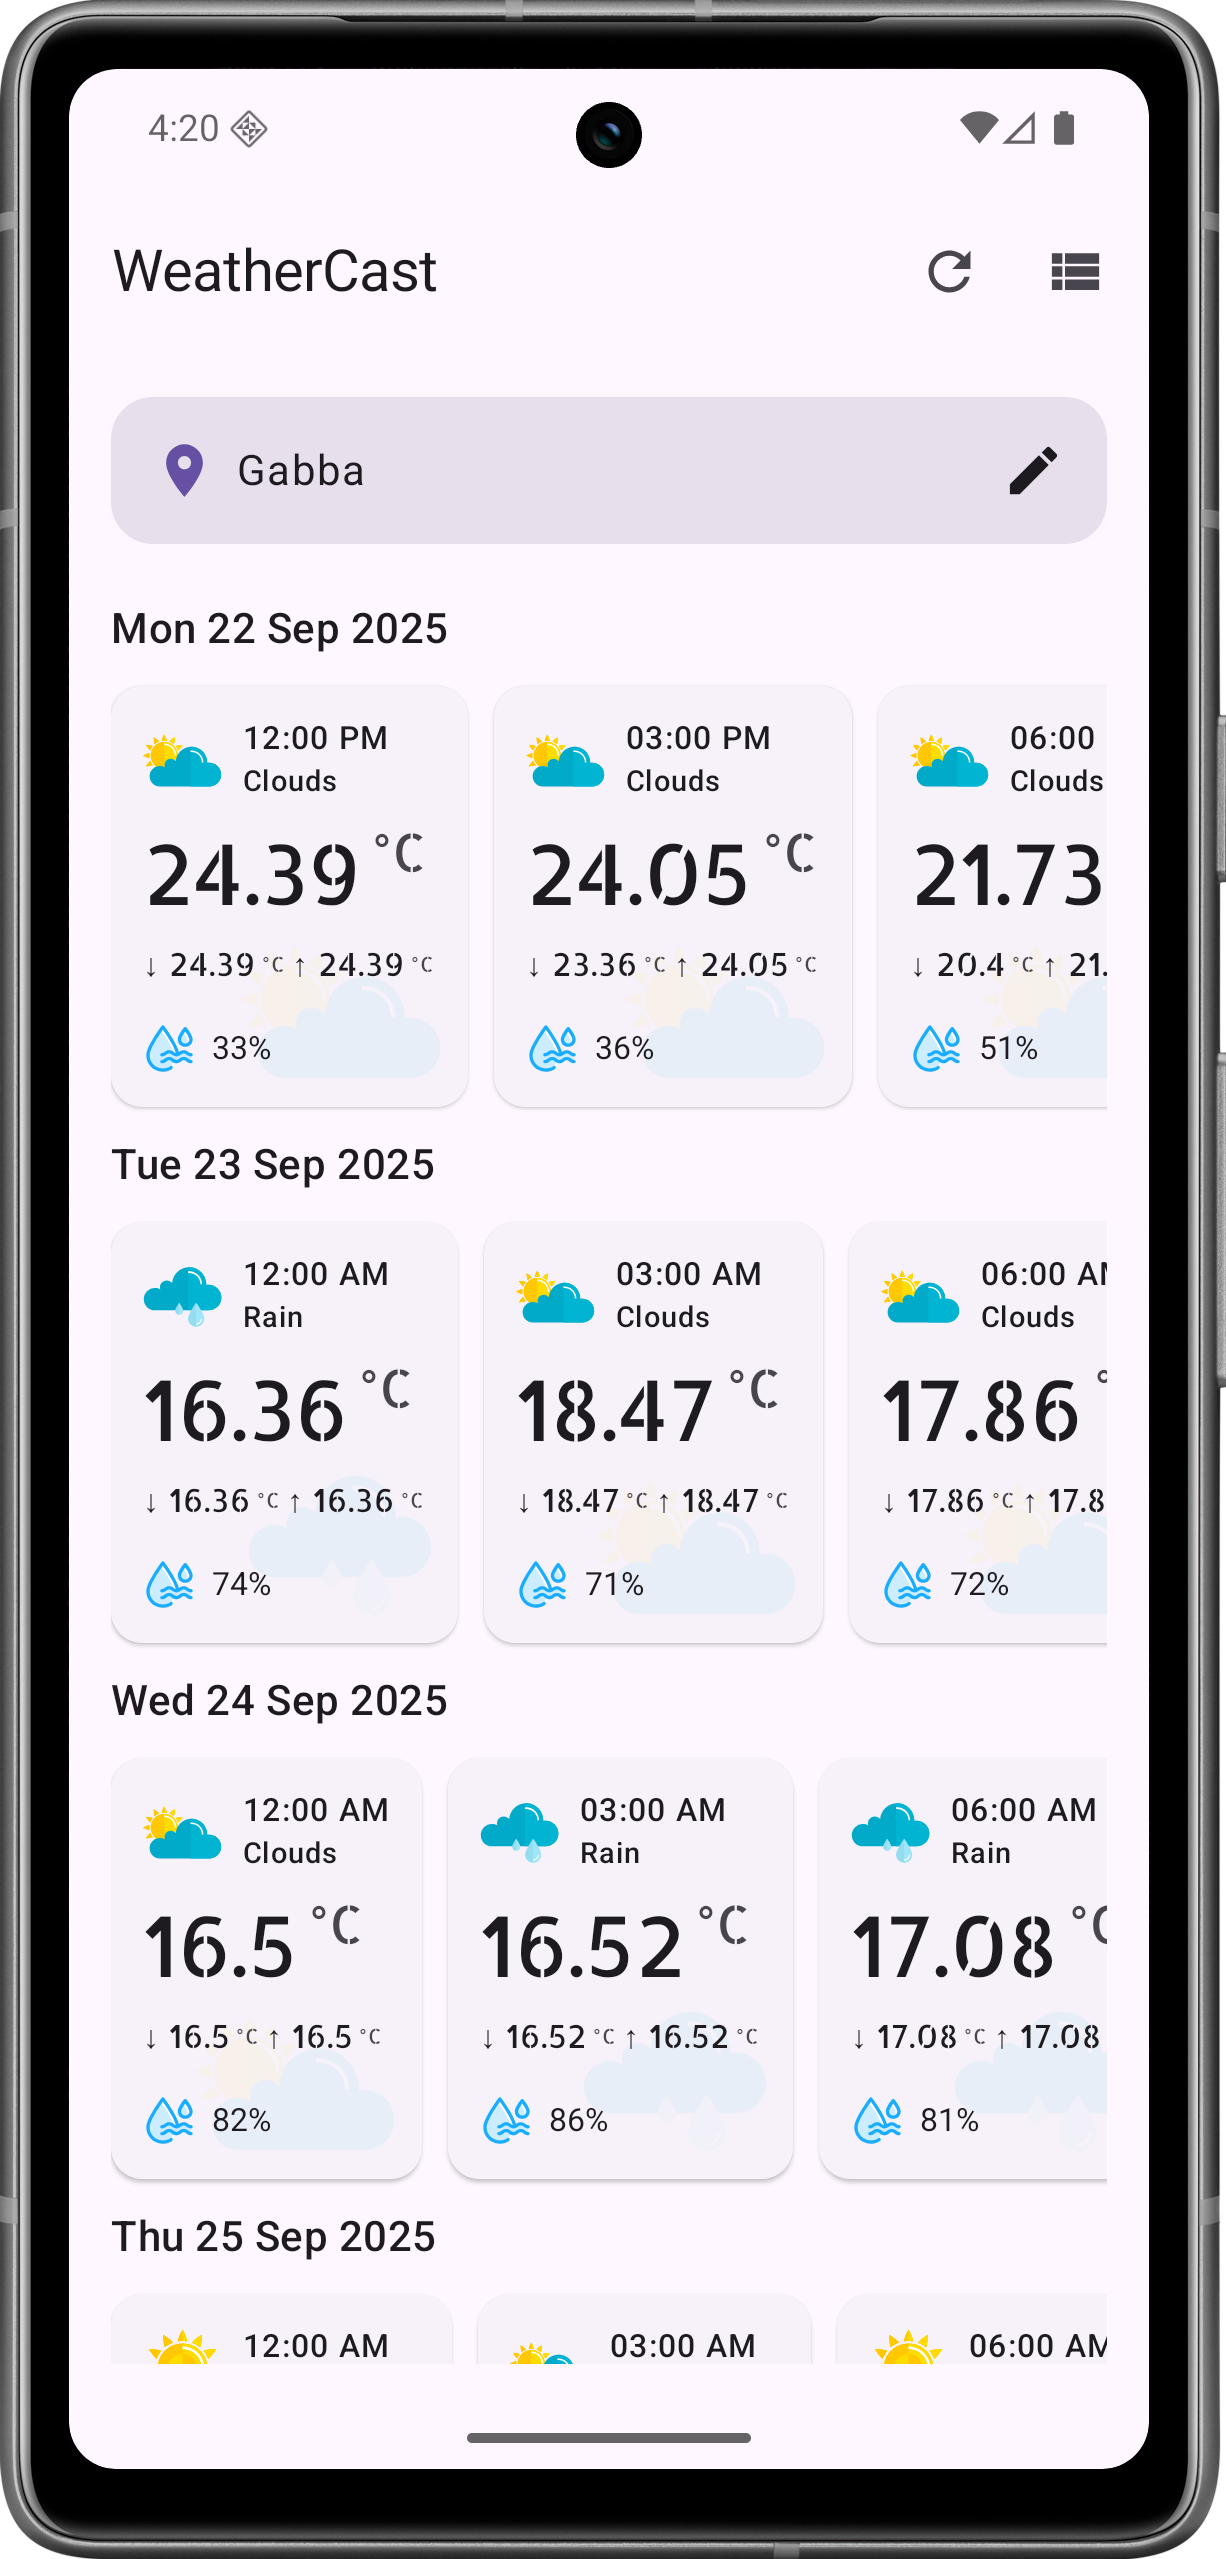 4:20
WeatherCast
Gabba
Mon 22 Sep 2025
12:00 PM
Clouds
24.39 °C
↓ 24.39 °C ↑ 24.39 °C
33%
03:00 PM
Clouds
24.05 °C
↓ 23.36 °C ↑ 24.05 °C
36%
06:00
Clouds
21.73
↓ 20.4 °C ↑ 21.
51%
Tue 23 Sep 2025
12:00 AM
Rain
16.36 °C
↓ 16.36 °C ↑ 16.36 °C
74%
03:00 AM
Clouds
18.47 °C
↓ 18.47 °C ↑ 18.47 °C
71%
06:00 AM
Clouds
17.86 °
↓ 17.86 °C ↑ 17.8
72%
Wed 24 Sep 2025
12:00 AM
Clouds
16.5 °C
↓ 16.5 °C ↑ 16.5 °C
82%
03:00 AM
Rain
16.52 °C
↓ 16.52 °C ↑ 16.52 °C
86%
06:00 AM
Rain
17.08 °C
↓ 17.08 °C ↑ 17.08
81%
Thu 25 Sep 2025
12:00 AM
03:00 AM
06:00 AM